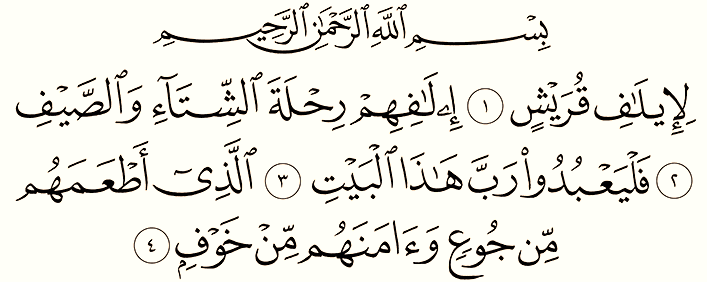 بِسْمِ ٱللَّهِ ٱلرَّحْمَٰنِ ٱلرَّحِيمِ
لِإِيلَٰفِ قُرَيْشٍ ١ إِۦلَٰفِهِمْ رِحْلَةَ ٱلشِّتَآءِ وَٱلصَّيْفِ
٢ فَلْيَعْبُدُوا۟ رَبَّ هَٰذَا ٱلْبَيْتِ ٣ ٱلَّذِىٓ أَطْعَمَهُم
مِّن جُوعٍ وَءَامَنَهُم مِّنْ خَوْفٍۭ ٤